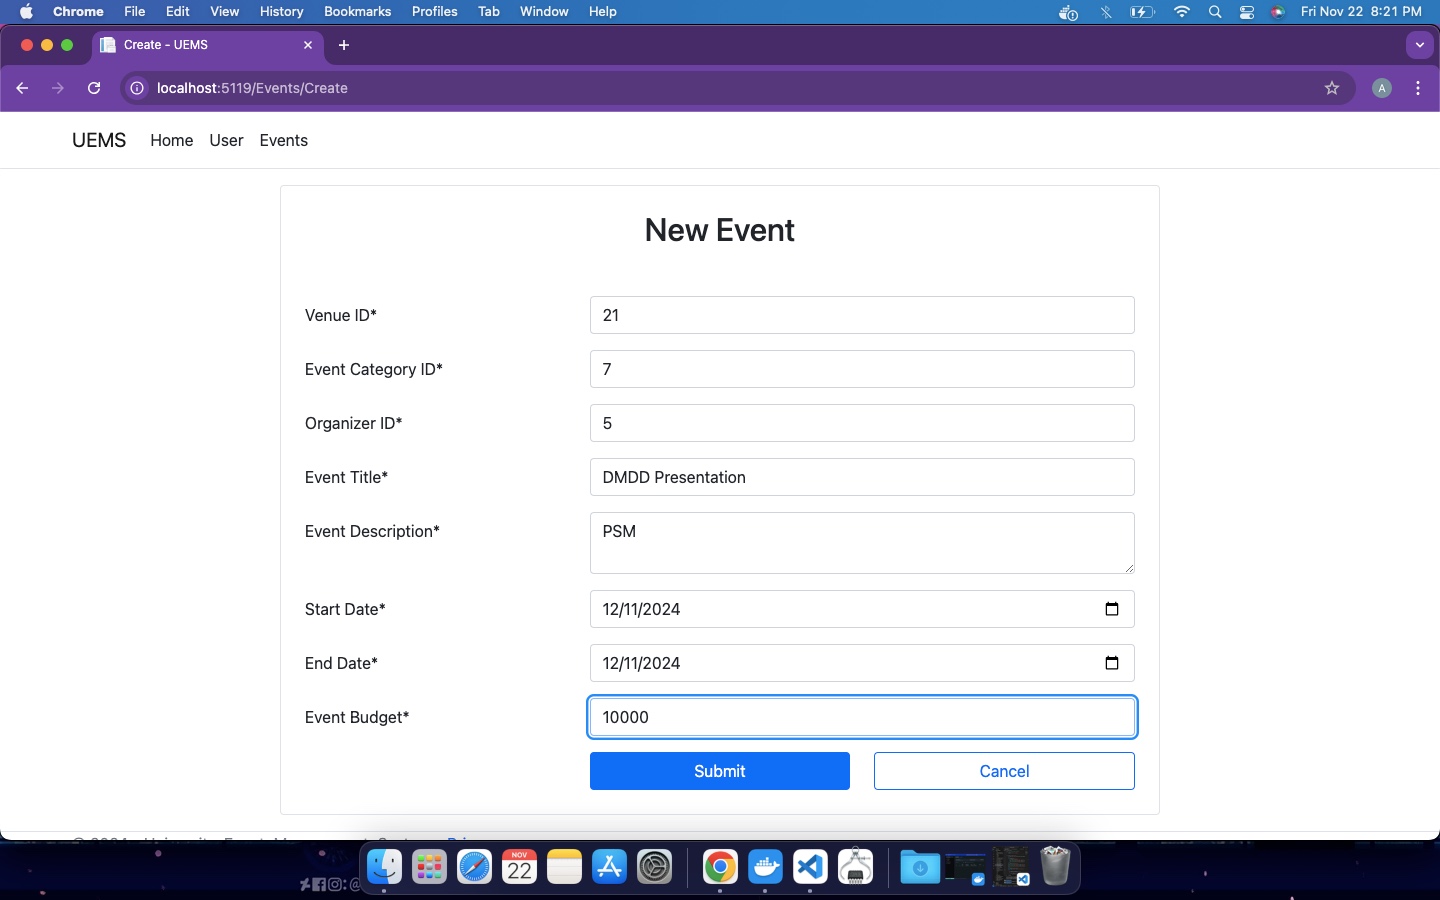 Chrome File Edit View History Bookmarks Profiles Tab Window Help Fri Nov 22 8:21 PM
Create - UEMS
localhost:5119/Events/Create A
UEMS Home User Events
New Event
Venue ID* 21
Event Category ID* 7
Organizer ID* 5
Event Title* DMDD Presentation
Event Description* PSM
Start Date* 12/11/2024
End Date* 12/11/2024
Event Budget* 10000
Submit Cancel
NOV
22